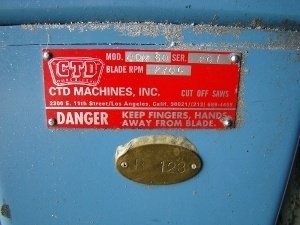 CTD
MOD. SER.
BLADE RPM
CTD MACHINES, INC. CUT OFF SAWS
2300 E. 11th Street/Los Angeles, Calif. 90021/(213)
DANGER KEEP FINGERS, HANDS
AWAY FROM BLADE.
123